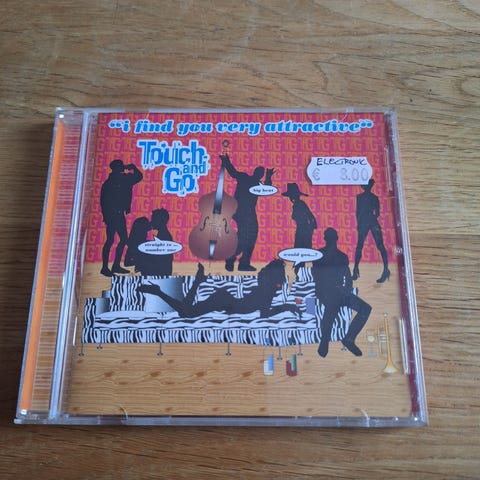 “i find you very attractive”
Touch
and
Go
ELECTRONIC
€ 3.00
big beat
straight to ...
number one
would you...?